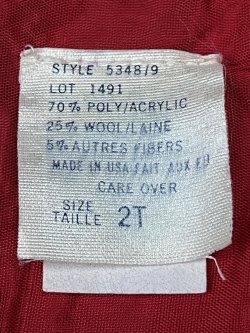 STYLE 5348/9
LOT 1491
70% POLY/ACRYLIC
25% WOOL/LAINE
5% AUTRES FIBERS
MADE IN USA FAIT AUX EU
CARE OVER
SIZE
TAILLE 2T